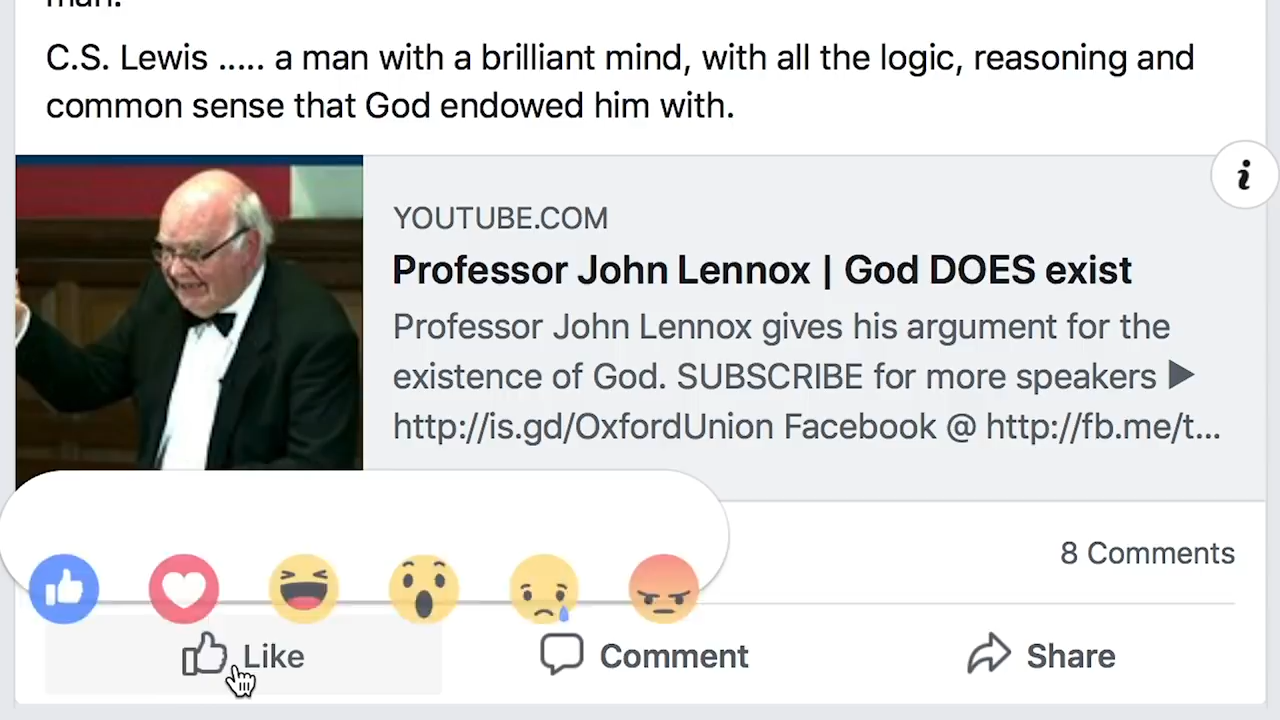 man.
C.S. Lewis ..... a man with a brilliant mind, with all the logic, reasoning and
common sense that God endowed him with.
YOUTUBE.COM
Professor John Lennox | God DOES exist
Professor John Lennox gives his argument for the
existence of God. SUBSCRIBE for more speakers ▶
http://is.gd/OxfordUnion Facebook @ http://fb.me/t...
8 Comments
Like
Comment
Share